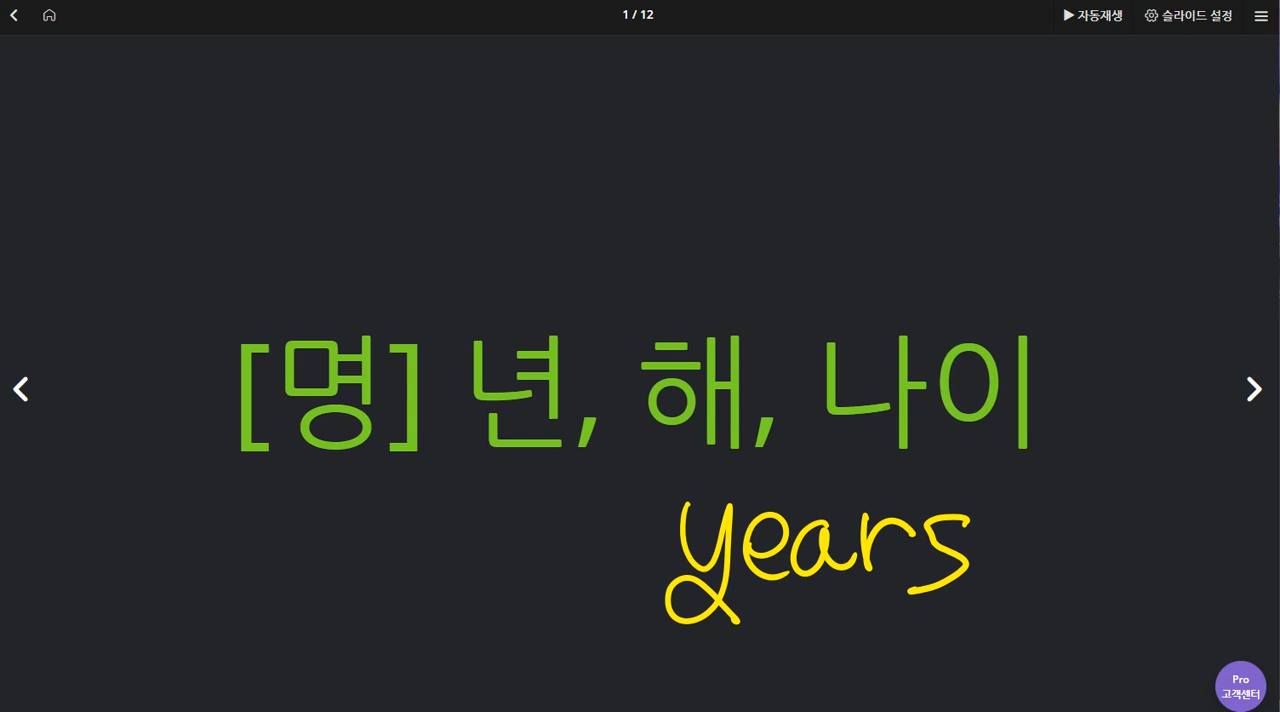 1 / 12
▶ 자동재생
슬라이드 설정
[명] 년, 해, 나이
years
Pro
고객센터